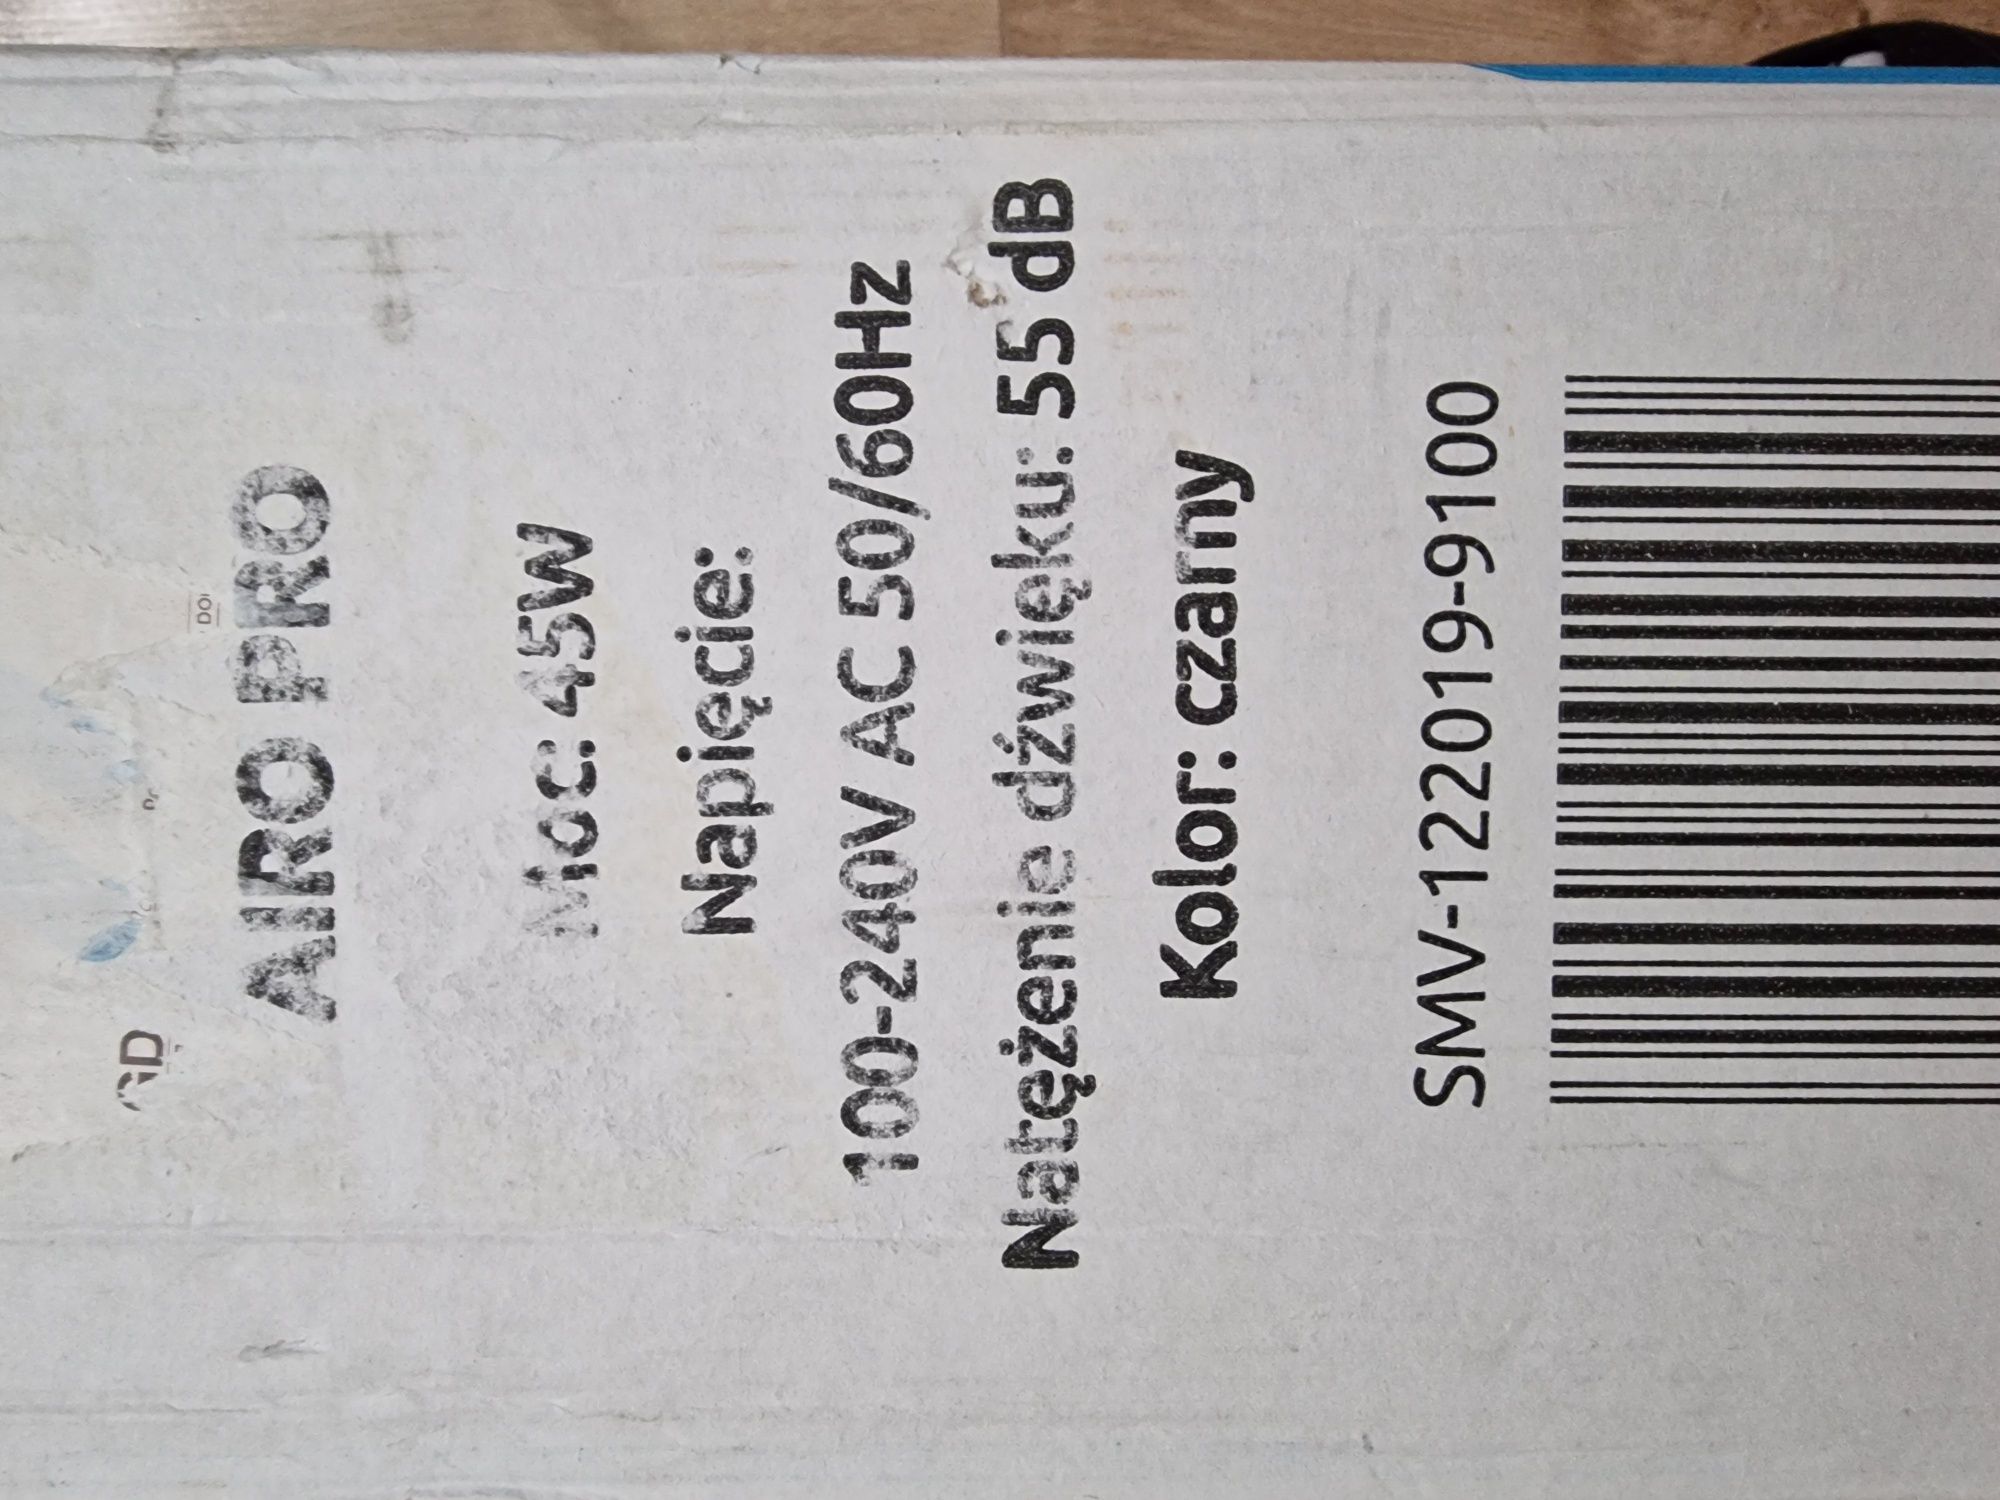 AIRO PRO
Moc: 45W
Napięcie:
100-240V AC 50/60Hz
Natężenie dźwięku: 55 dB
Kolor: czarny
SMV-122019-9100